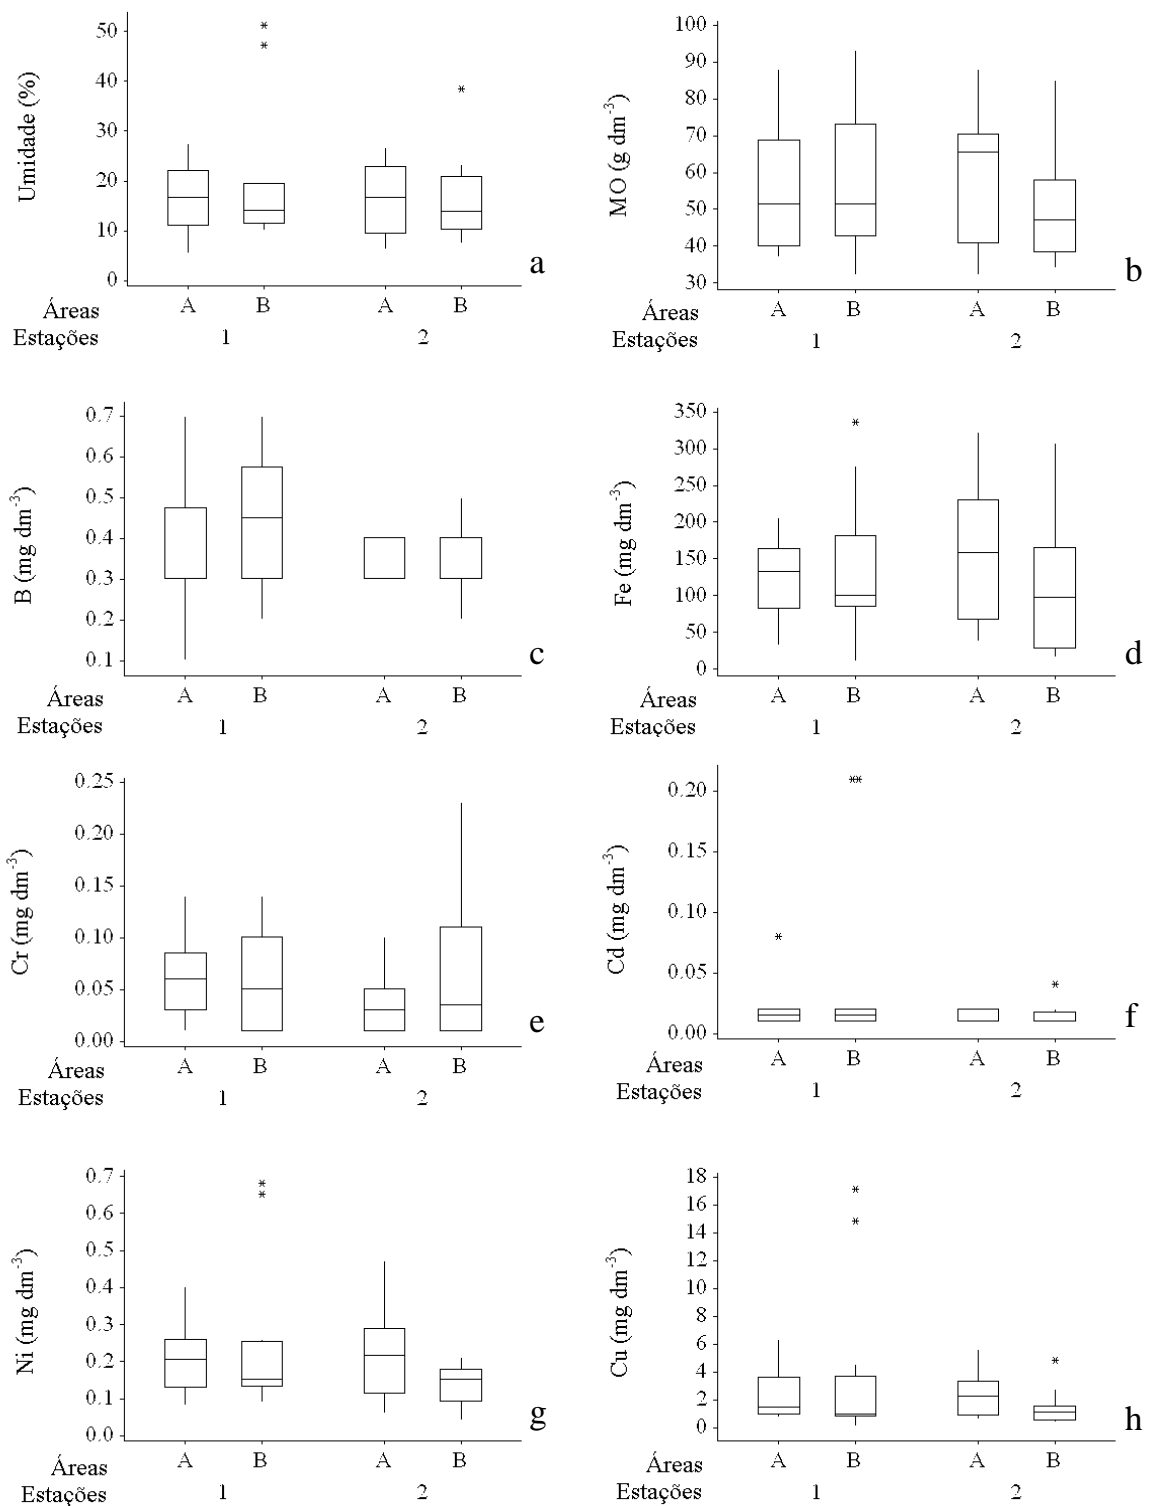 Umidade (%)
50
40
30
20
10
0
a
Áreas A B A B
Estações 1 2
MO (g dm-3)
100
90
80
70
60
50
40
30
b
Áreas A B A B
Estações 1 2
B (mg dm-3)
0.7
0.6
0.5
0.4
0.3
0.2
0.1
c
Áreas A B A B
Estações 1 2
Fe (mg dm-3)
350
300
250
200
150
100
50
0
d
Áreas A B A B
Estações 1 2
Cr (mg dm-3)
0.25
0.20
0.15
0.10
0.05
0.00
e
Áreas A B A B
Estações 1 2
Cd (mg dm-3)
0.20
0.15
0.10
0.05
0.00
f
Áreas A B A B
Estações 1 2
Ni (mg dm-3)
0.7
0.6
0.5
0.4
0.3
0.2
0.1
0.0
g
Áreas A B A B
Estações 1 2
Cu (mg dm-3)
18
16
14
12
10
8
6
4
2
0
h
Áreas A B A B
Estações 1 2